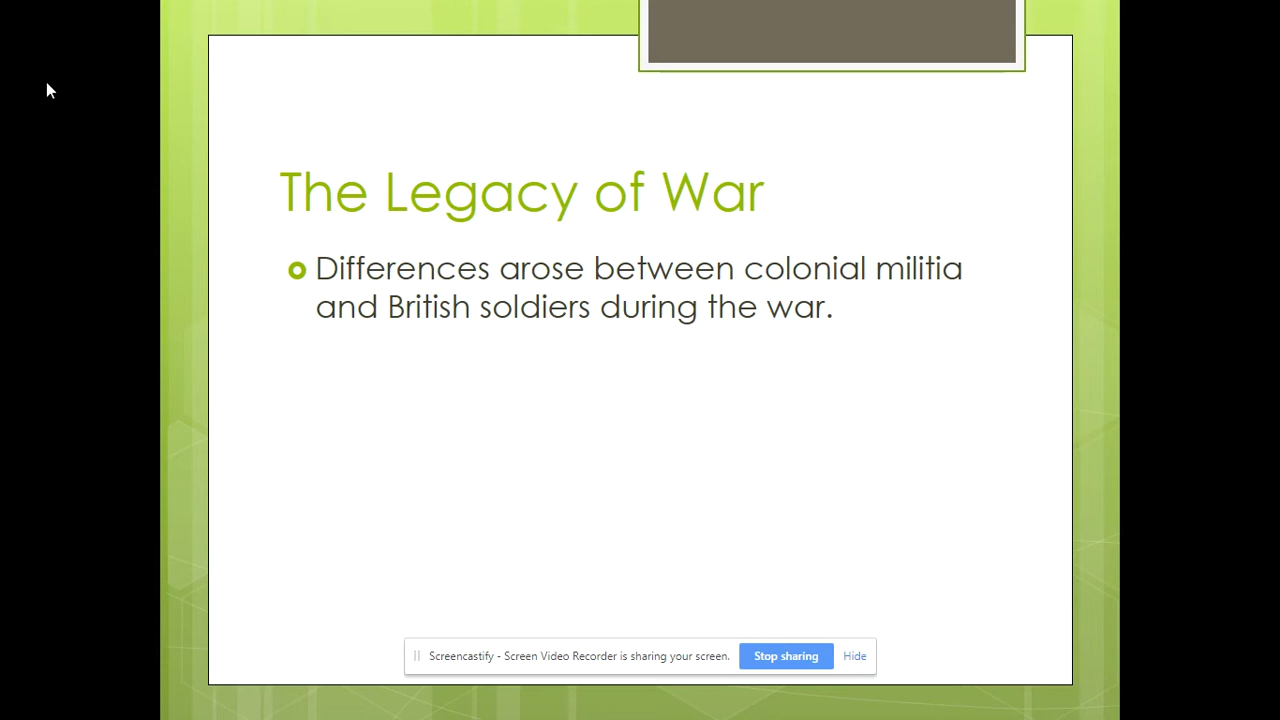 The Legacy of War
Differences arose between colonial militia
and British soldiers during the war.
Screencastify - Screen Video Recorder is sharing your screen. Stop sharing Hide